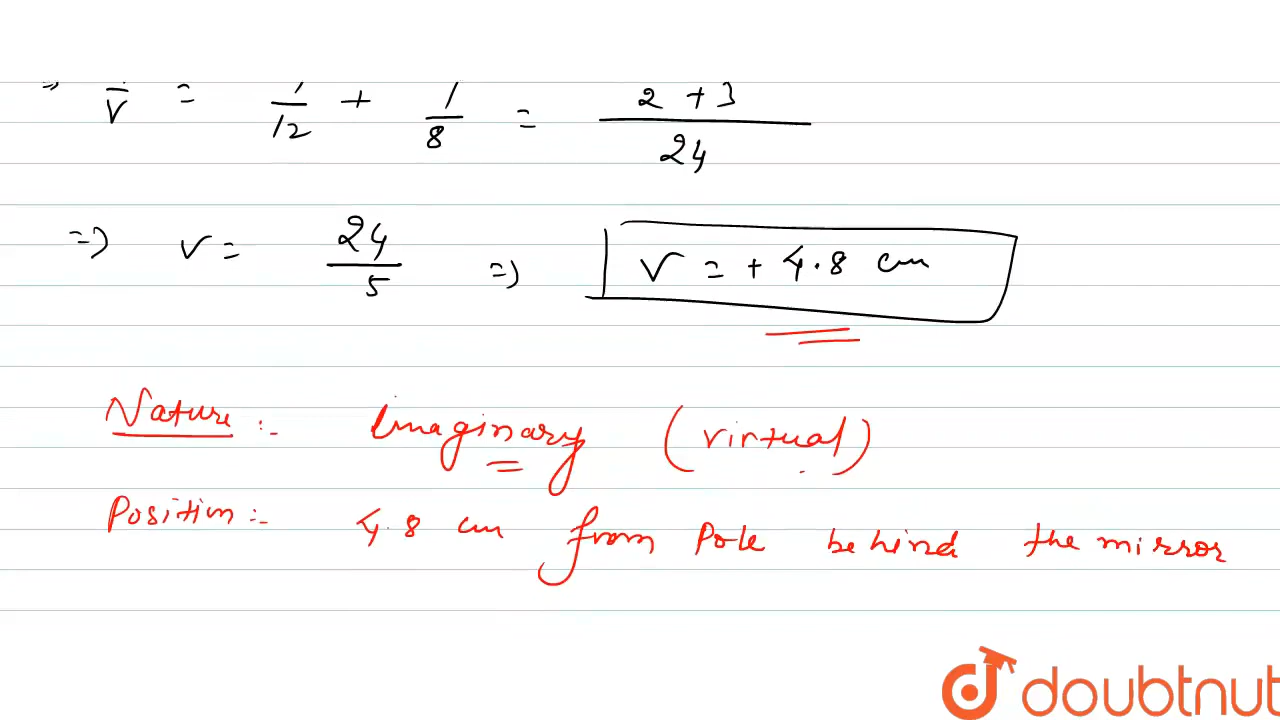 ⇒ 1/V = 1/12 + 1/8 = 2 + 3/24
⇒ V = 24/5 ⇒ V = + 4.8 cm
Nature :- Imaginary (virtual)
Position :- 4.8 cm from Pole behind the mirror
doubtnut